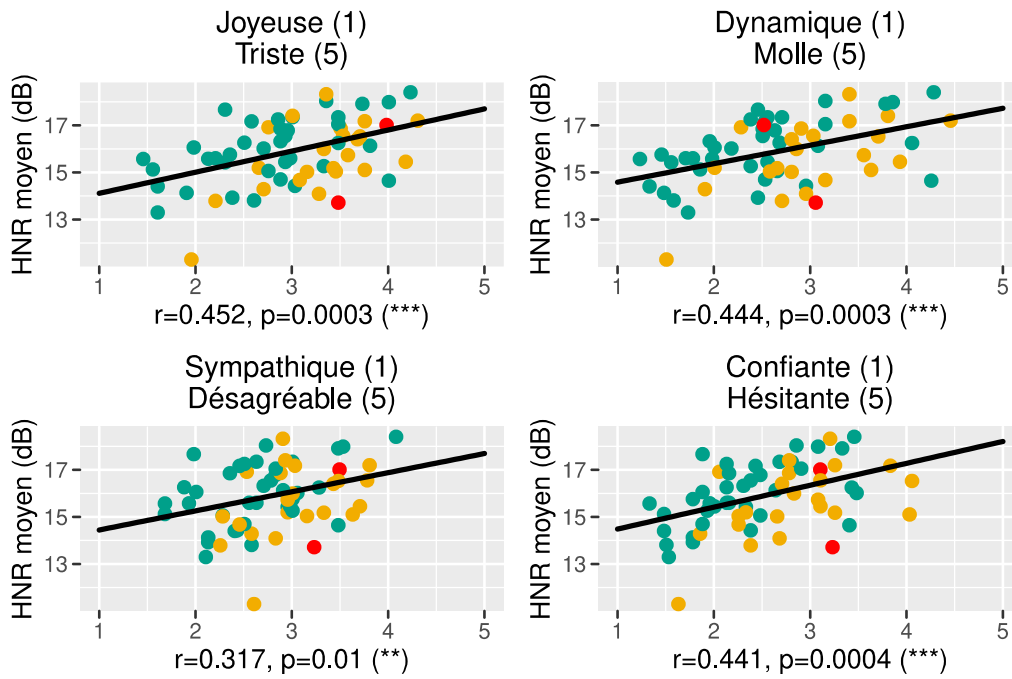 Joyeuse (1)
Triste (5)
HNR moyen (dB)
17
15
13
1 2 3 4 5
r=0.452, p=0.0003 (***)
Dynamique (1)
Molle (5)
HNR moyen (dB)
17
15
13
1 2 3 4 5
r=0.444, p=0.0003 (***)
Sympathique (1)
Désagréable (5)
HNR moyen (dB)
17
15
13
1 2 3 4 5
r=0.317, p=0.01 (**)
Confiante (1)
Hésitante (5)
HNR moyen (dB)
17
15
13
1 2 3 4 5
r=0.441, p=0.0004 (***)